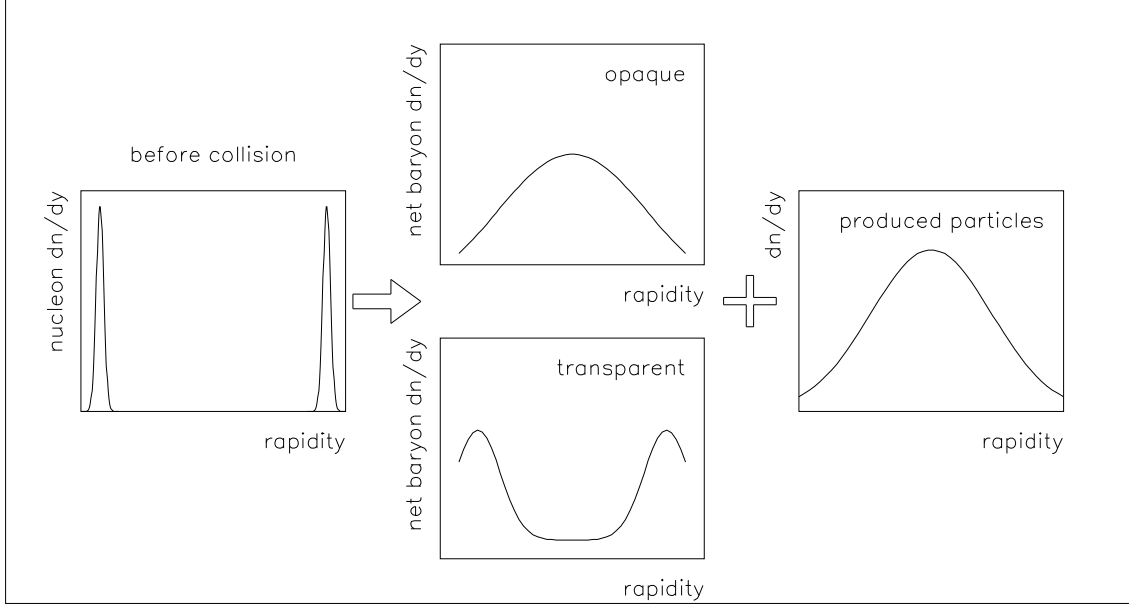 before collision
nucleon dn/dy
rapidity
net baryon dn/dy
opaque
rapidity
net baryon dn/dy
transparent
rapidity
dn/dy
produced particles
rapidity